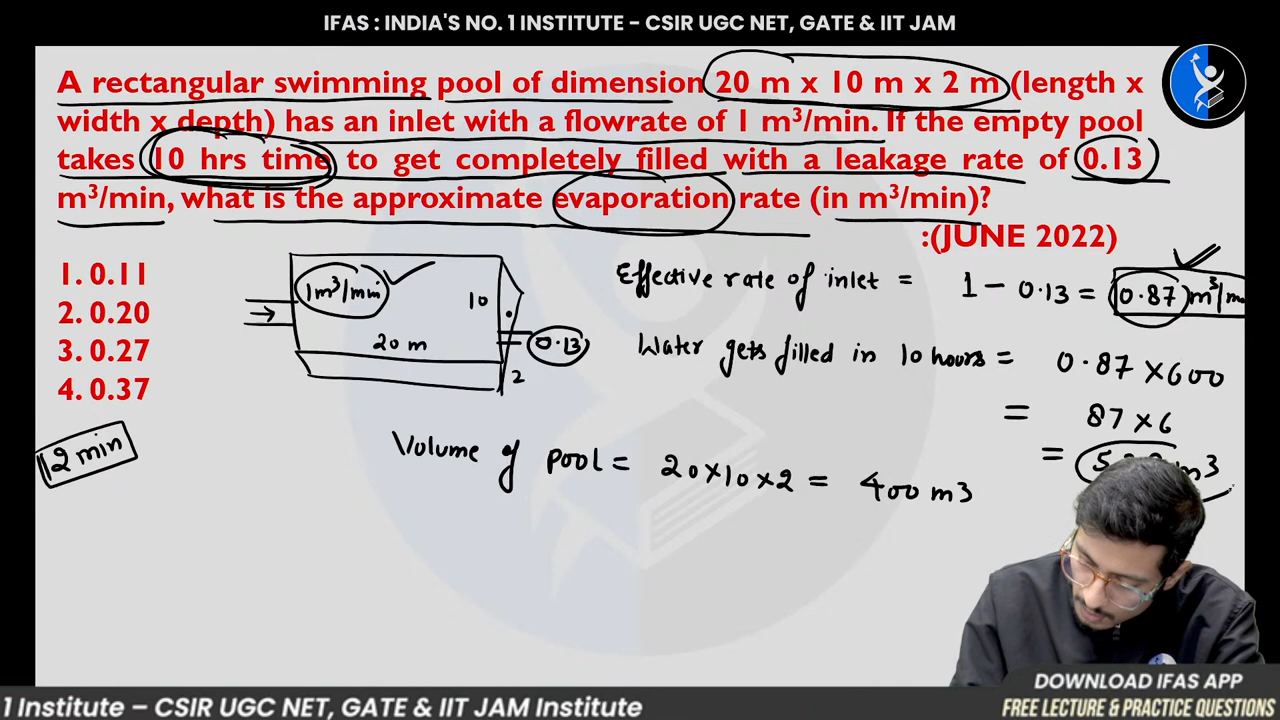 IFAS : INDIA'S NO. 1 INSTITUTE – CSIR UGC NET, GATE & IIT JAM
A rectangular swimming pool of dimension 20 m x 10 m x 2 m (length x
width x depth) has an inlet with a flowrate of 1 m³/min. If the empty pool
takes 10 hrs time to get completely filled with a leakage rate of 0.13
m³/min, what is the approximate evaporation rate (in m³/min)?
:(JUNE 2022)
1. 0.11
2. 0.20
3. 0.27
4. 0.37
2 min
1 m³/min
10
20 m
0.13
2
Effective rate of inlet = 1 – 0.13 = 0.87 m³/m
Water gets filled in 10 hours = 0.87 × 600
= 87 × 6
= m3
Volume of pool = 20×10×2 = 400 m3
DOWNLOAD IFAS APP
FREE LECTURE & PRACTICE QUESTIONS
1 Institute – CSIR UGC NET, GATE & IIT JAM Institute